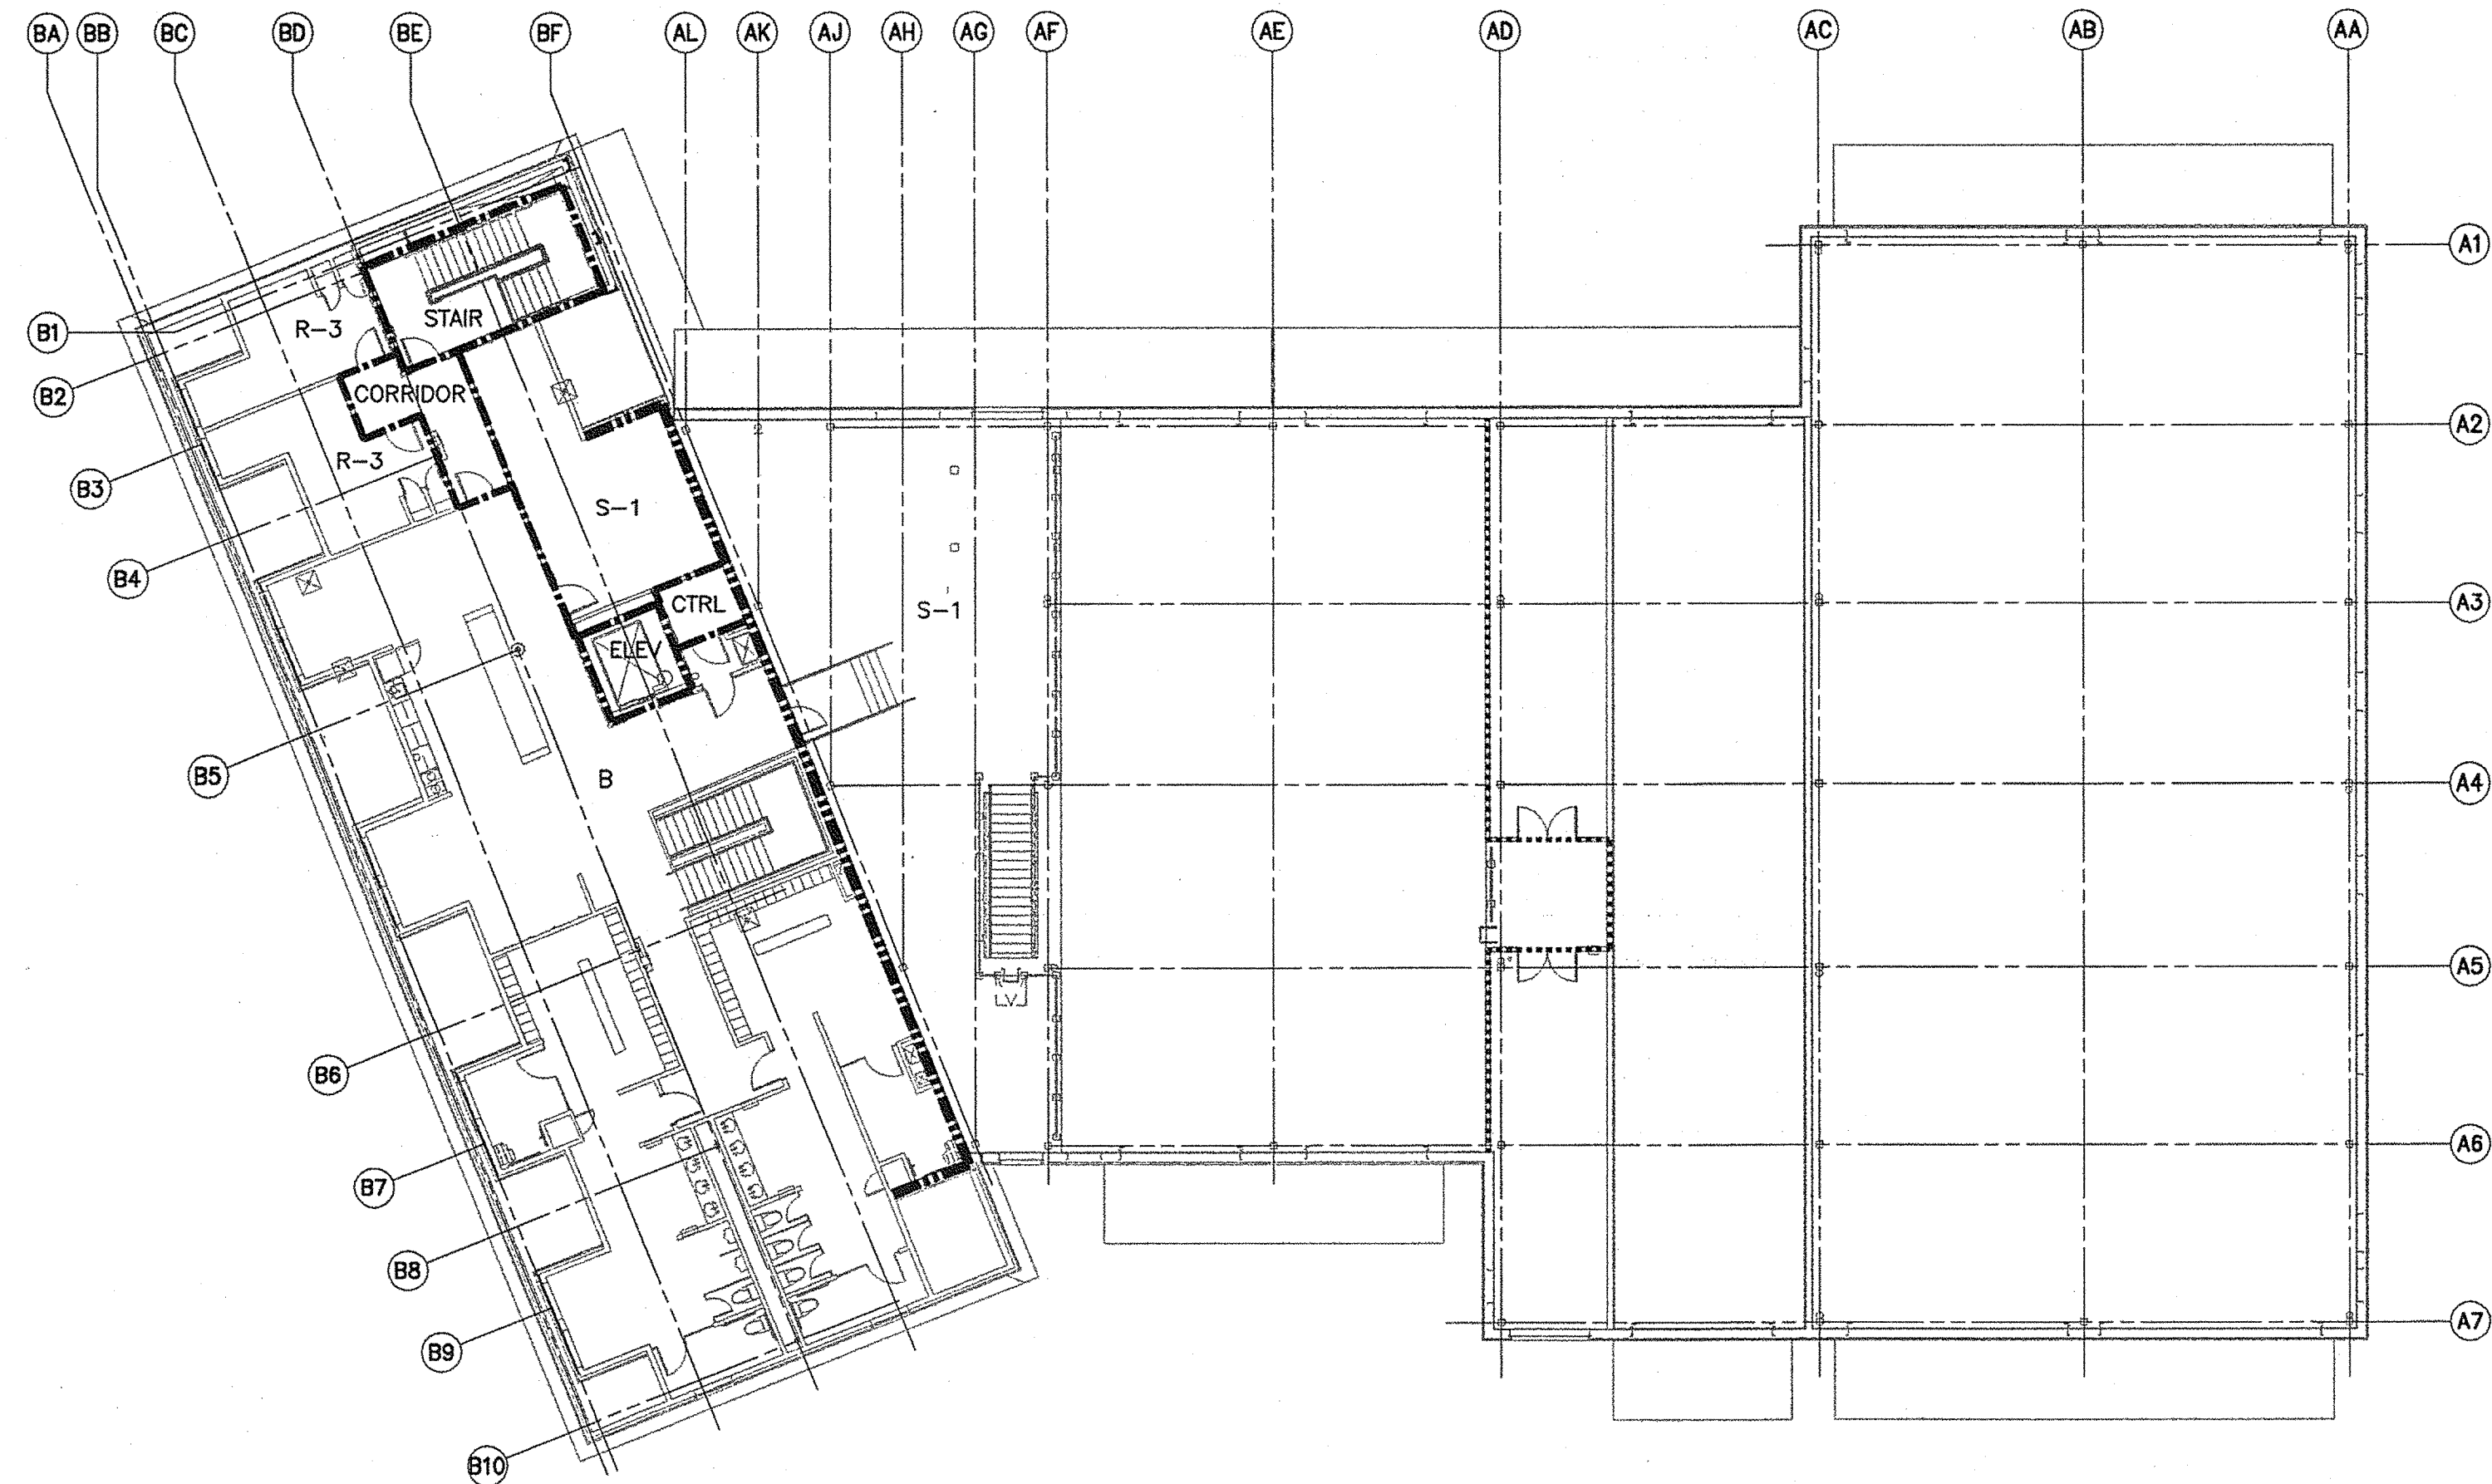 BA BB BC BD BE BF AL AK AJ AH AG AF AE AD AC AB AA
A1
B1
R-3
STAIR
B2
CORRIDOR
A2
R-3
B3
S-1
B4
CTRL
S-1
A3
ELEV
B5
B
A4
A5
LV
B6
A6
B7
B8
A7
B9
B10